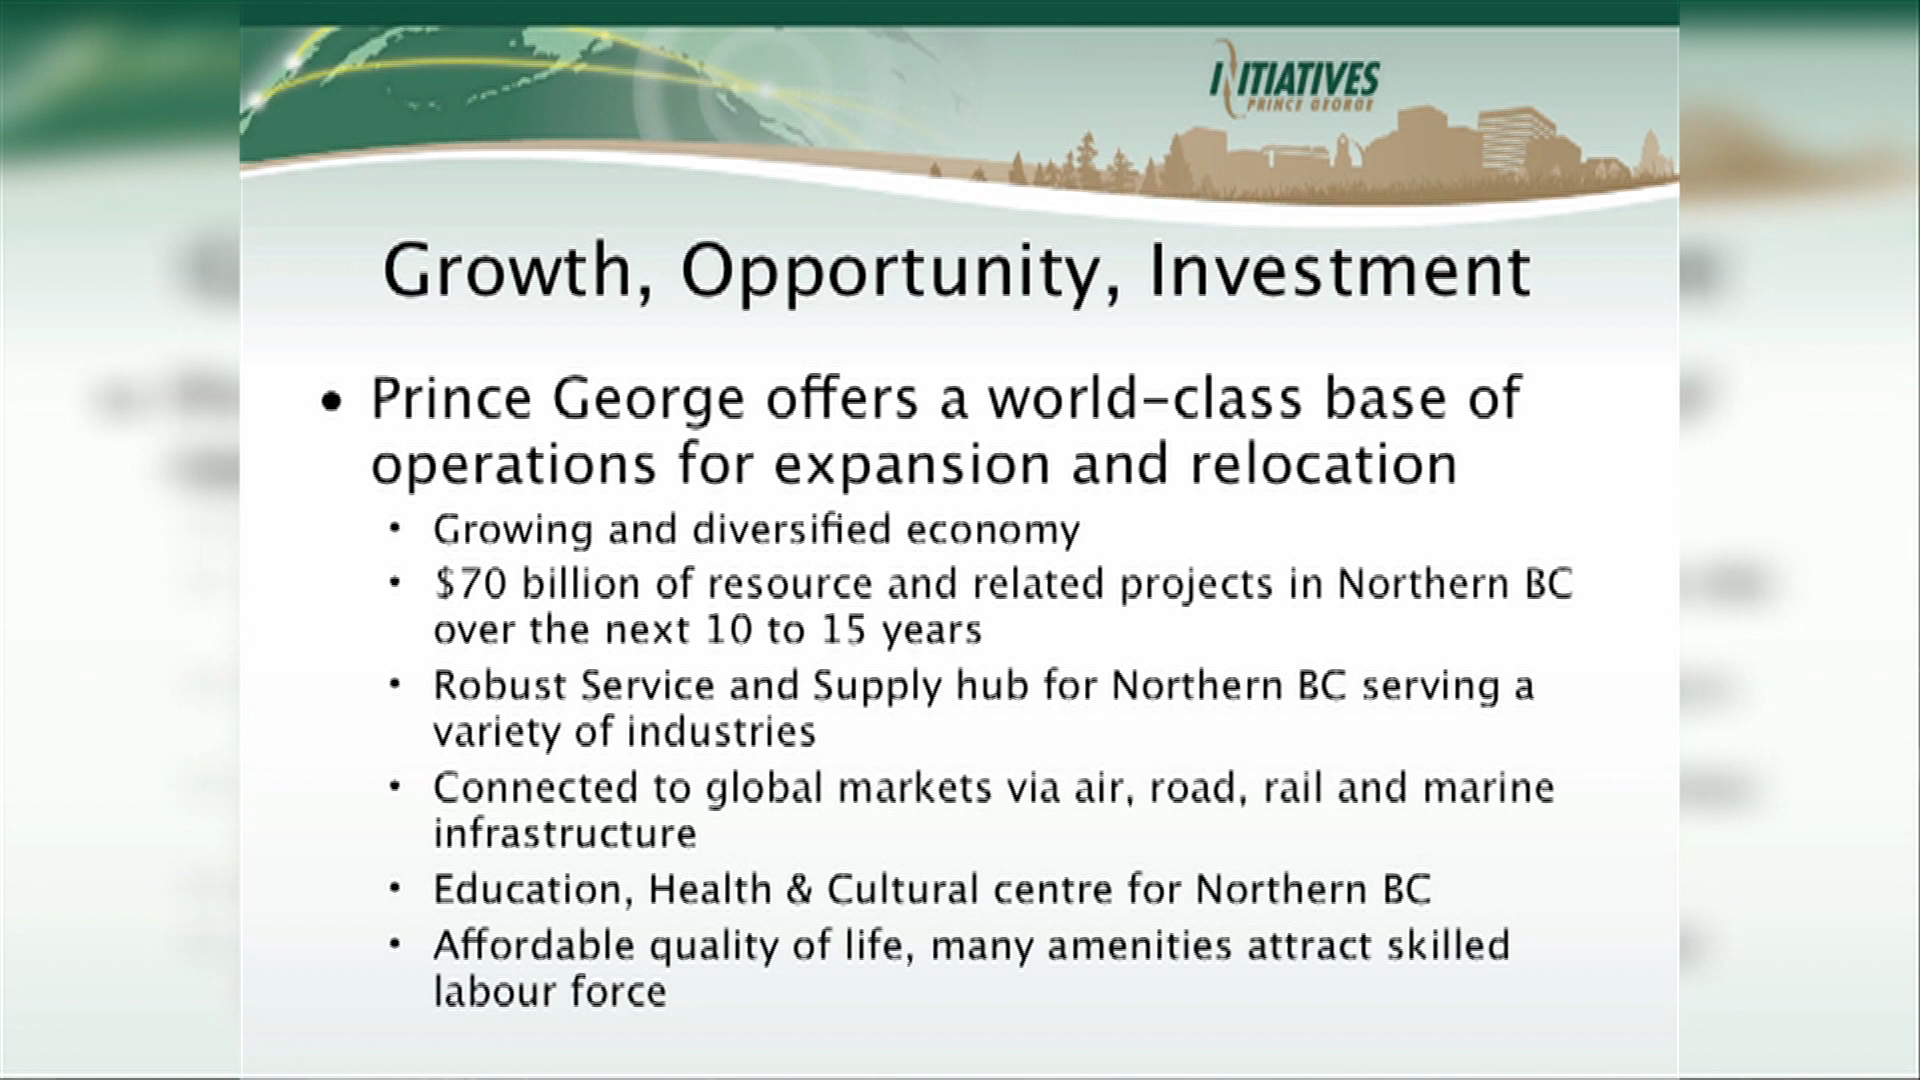 INITIATIVES
PRINCE GEORGE
Growth, Opportunity, Investment
• Prince George offers a world-class base of
operations for expansion and relocation
• Growing and diversified economy
• $70 billion of resource and related projects in Northern BC
over the next 10 to 15 years
• Robust Service and Supply hub for Northern BC serving a
variety of industries
• Connected to global markets via air, road, rail and marine
infrastructure
• Education, Health & Cultural centre for Northern BC
• Affordable quality of life, many amenities attract skilled
labour force